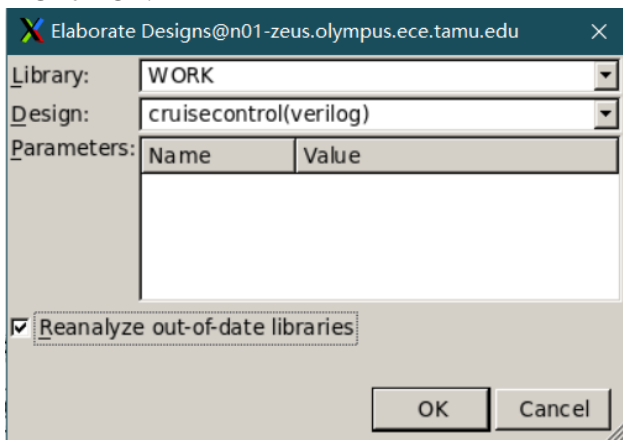 Elaborate Designs@n01-zeus.olympus.ece.tamu.edu
Library: WORK
Design: cruisecontrol(verilog)
Parameters: Name Value
Reanalyze out-of-date libraries
OK Cancel